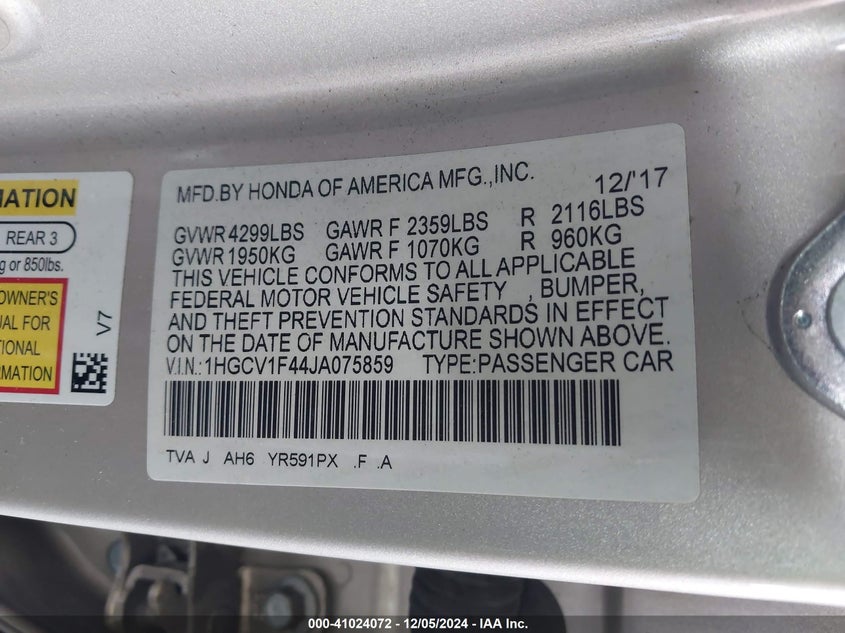 MATION
REAR 3
g or 850lbs.
OWNER'S
UAL FOR
TIONAL
ORMATION
V7
MFD.BY HONDA OF AMERICA MFG.,INC. 12/'17
GVWR 4299LBS GAWR F 2359LBS R 2116LBS
GVWR 1950KG GAWR F 1070KG R 960KG
THIS VEHICLE CONFORMS TO ALL APPLICABLE
FEDERAL MOTOR VEHICLE SAFETY , BUMPER,
AND THEFT PREVENTION STANDARDS IN EFFECT
ON THE DATE OF MANUFACTURE SHOWN ABOVE.
V.I.N.:1HGCV1F44JA075859 TYPE:PASSENGER CAR
TVA J AH6 YR591PX .F .A
000-41024072 - 12/05/2024 - IAA Inc.